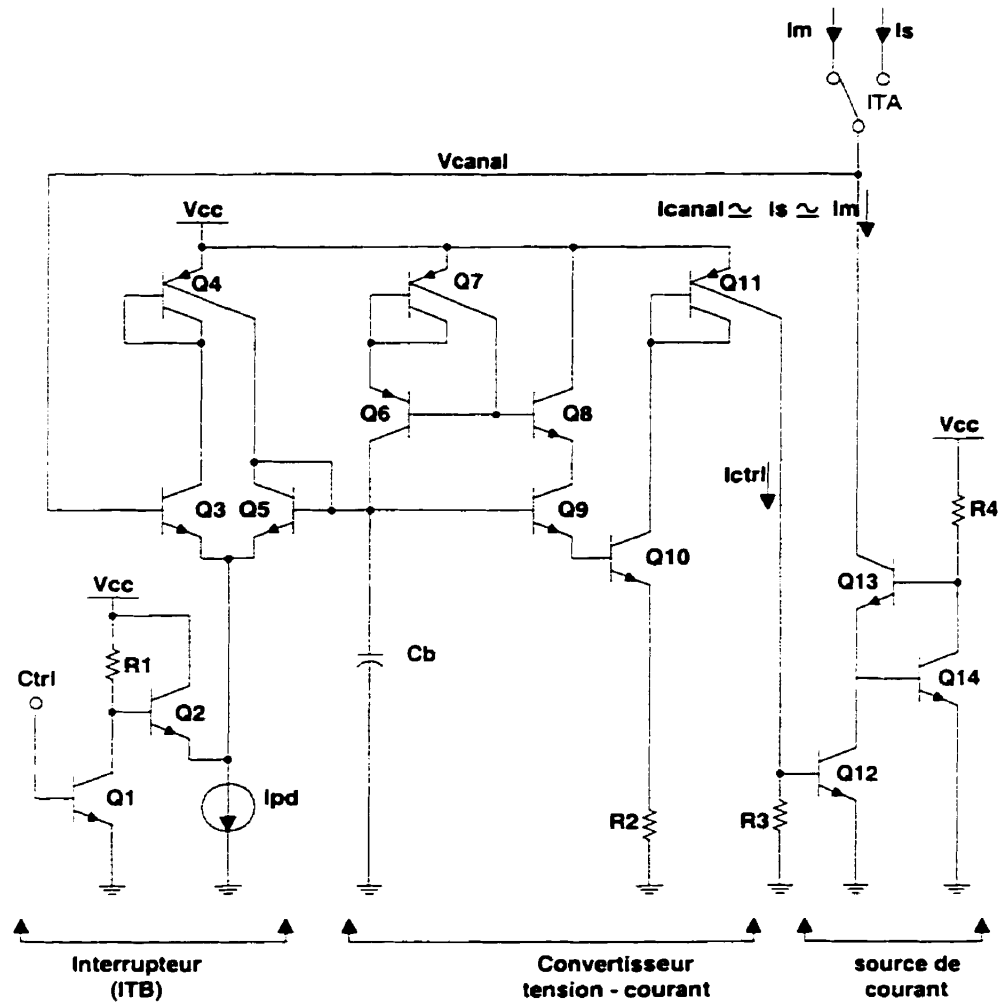 Im
Is
ITA
Vcanal
Icanal ≃ Is ≃ Im
Vcc
Q4
Q7
Q11
Q6
Q8
Vcc
Ictrl
R4
Q3
Q5
Q9
Q10
Q13
Vcc
R1
Cb
Q14
Ctrl
Q2
Q12
Q1
Ipd
R2
R3
Interrupteur
(ITB)
Convertisseur
tension - courant
source de
courant